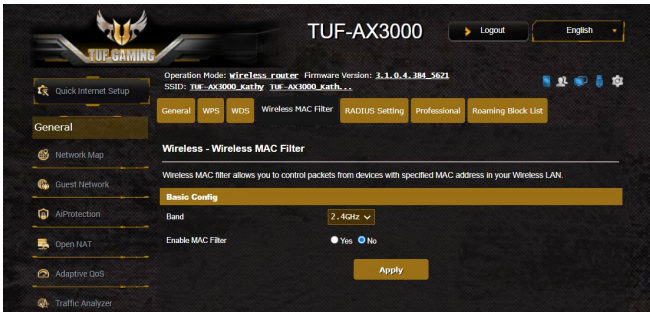 TUF-AX3000
Logout
English
TUF GAMING
Operation Mode: Wireless router Firmware Version: 3.1.0.4.384_5621
SSID: TUF-AX3000_Kathy TUF-AX3000_Kath...
Quick Internet Setup
General WPS WDS Wireless MAC Filter RADIUS Setting Professional Roaming Block List
General
Network Map
Guest Network
AiProtection
Open NAT
Adaptive QoS
Traffic Analyzer
Wireless - Wireless MAC Filter
Wireless MAC filter allows you to control packets from devices with specified MAC address in your Wireless LAN.
Basic Config
Band 2.4GHz
Enable MAC Filter Yes No
Apply